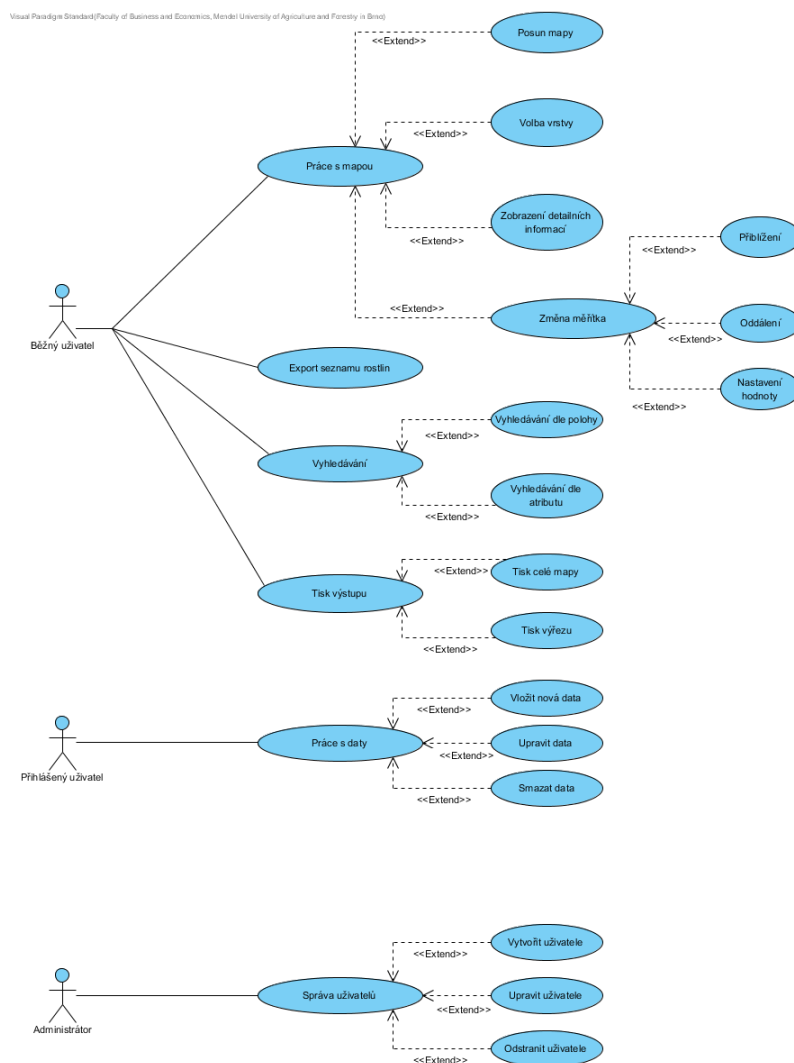 Visual Paradigm Standard(Faculty of Business and Economics, Mendel University of Agriculture and Forestry in Brno)
<<Extend>>
Posun mapy
<<Extend>>
Volba vrstvy
Práce s mapou
Zobrazení detailních
informací
<<Extend>>
<<Extend>>
Přiblížení
<<Extend>>
Změna měřítka
Oddálení
<<Extend>>
Běžný uživatel
Export seznamu rostlin
Nastavení
hodnoty
<<Extend>>
Vyhledávání dle polohy
<<Extend>>
Vyhledávání
Vyhledávání dle
atributu
<<Extend>>
Tisk výstupu
<<Extend>>
Tisk celé mapy
Tisk výřezu
<<Extend>>
Vložit nová data
<<Extend>>
Přihlášený uživatel
Práce s daty
Upravit data
<<Extend>>
Smazat data
<<Extend>>
Vytvořit uživatele
<<Extend>>
Administrátor
Správa uživatelů
Upravit uživatele
<<Extend>>
Odstranit uživatele
<<Extend>>